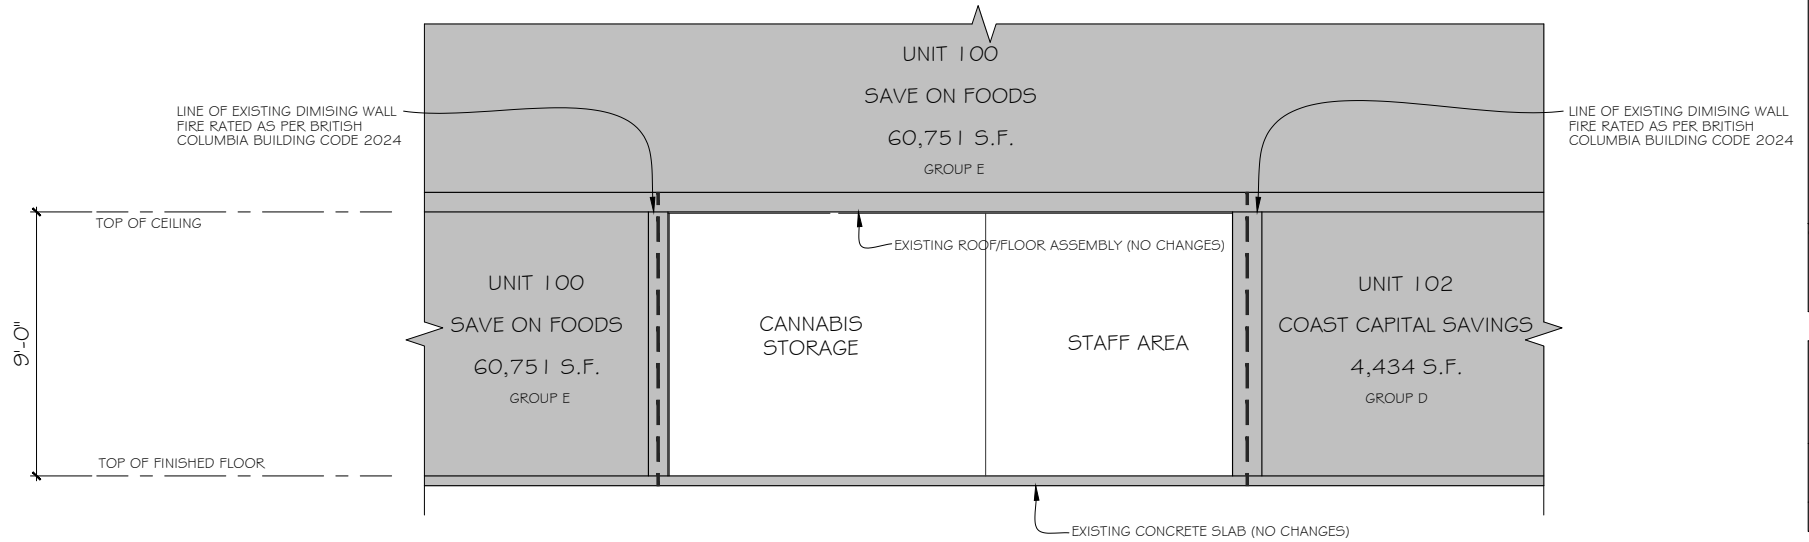 UNIT 100
SAVE ON FOODS
60,751 S.F.
GROUP E
LINE OF EXISTING DIMISING WALL
FIRE RATED AS PER BRITISH
COLUMBIA BUILDING CODE 2024
LINE OF EXISTING DIMISING WALL
FIRE RATED AS PER BRITISH
COLUMBIA BUILDING CODE 2024
TOP OF CEILING
EXISTING ROOF/FLOOR ASSEMBLY (NO CHANGES)
9'-0"
UNIT 100
SAVE ON FOODS
60,751 S.F.
GROUP E
CANNABIS
STORAGE
STAFF AREA
UNIT 102
COAST CAPITAL SAVINGS
4,434 S.F.
GROUP D
TOP OF FINISHED FLOOR
EXISTING CONCRETE SLAB (NO CHANGES)